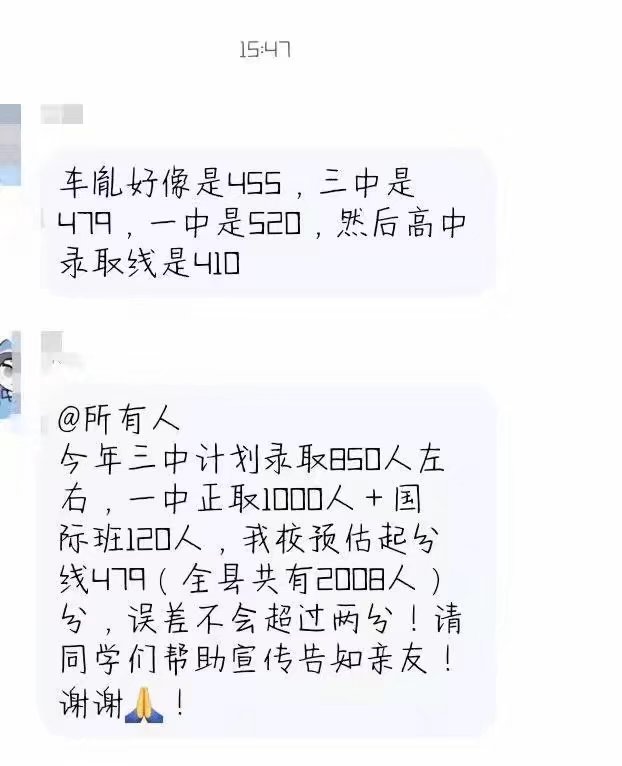 15:47
车胤好像是455，三中是
479，一中是520，然后高中
录取线是410
@所有人
今年三中计划录取850人左
右，一中正取1000人＋国
际班120人，我校预估起分
线479（全县共有2008人）
分，误差不会超过两分！请
同学们帮助宣传告知亲友！
谢谢🙏！